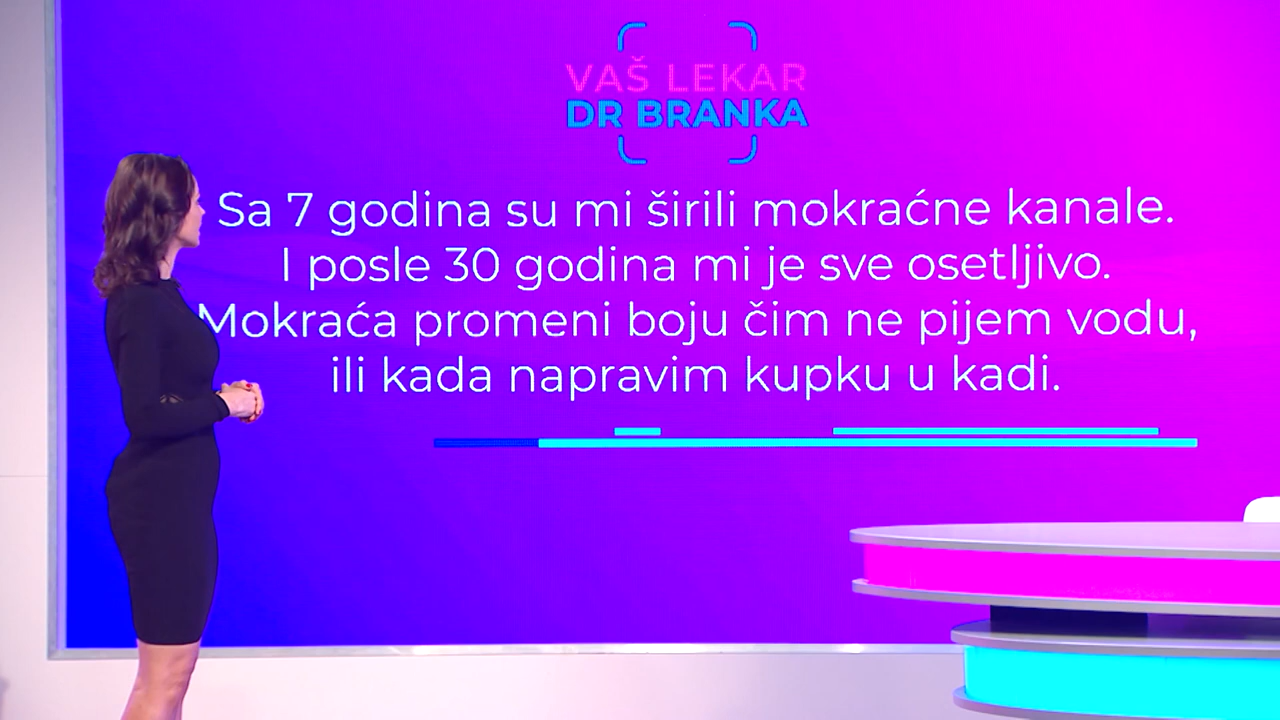 VAŠ LEKAR
DR BRANKA
Sa 7 godina su mi širili mokraćne kanale.
I posle 30 godina mi je sve osetljivo.
Mokraća promeni boju čim ne pijem vodu,
ili kada napravim kupku u kadi.